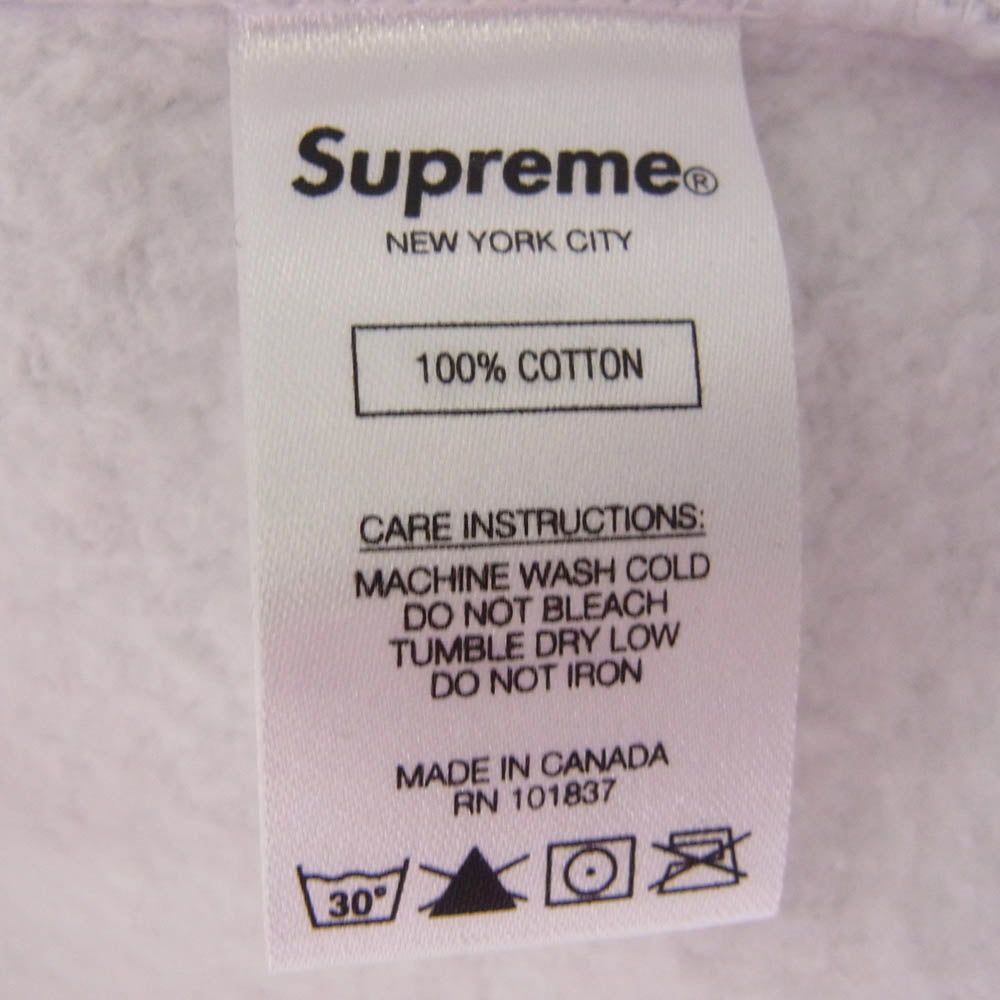 Supreme®
NEW YORK CITY
100% COTTON
CARE INSTRUCTIONS:
MACHINE WASH COLD
DO NOT BLEACH
TUMBLE DRY LOW
DO NOT IRON
MADE IN CANADA
RN 101837
30°